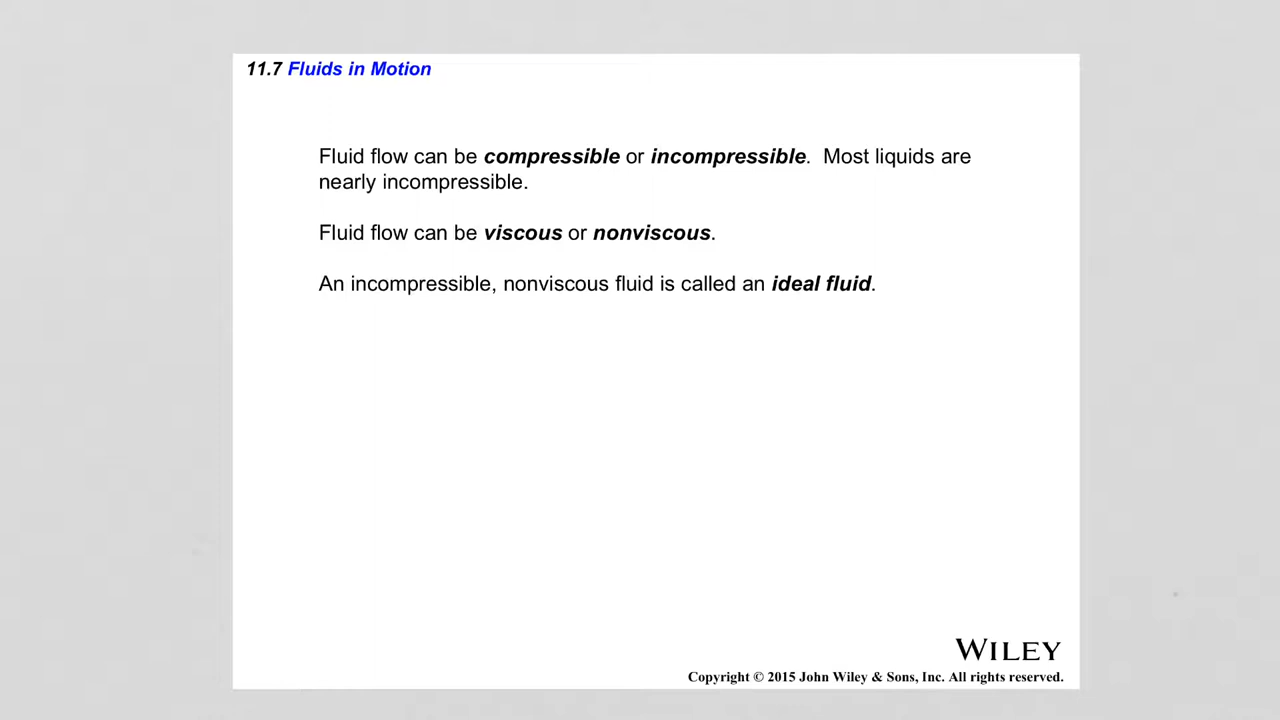 11.7 Fluids in Motion
Fluid flow can be compressible or incompressible. Most liquids are
nearly incompressible.
Fluid flow can be viscous or nonviscous.
An incompressible, nonviscous fluid is called an ideal fluid.
WILEY
Copyright © 2015 John Wiley & Sons, Inc. All rights reserved.